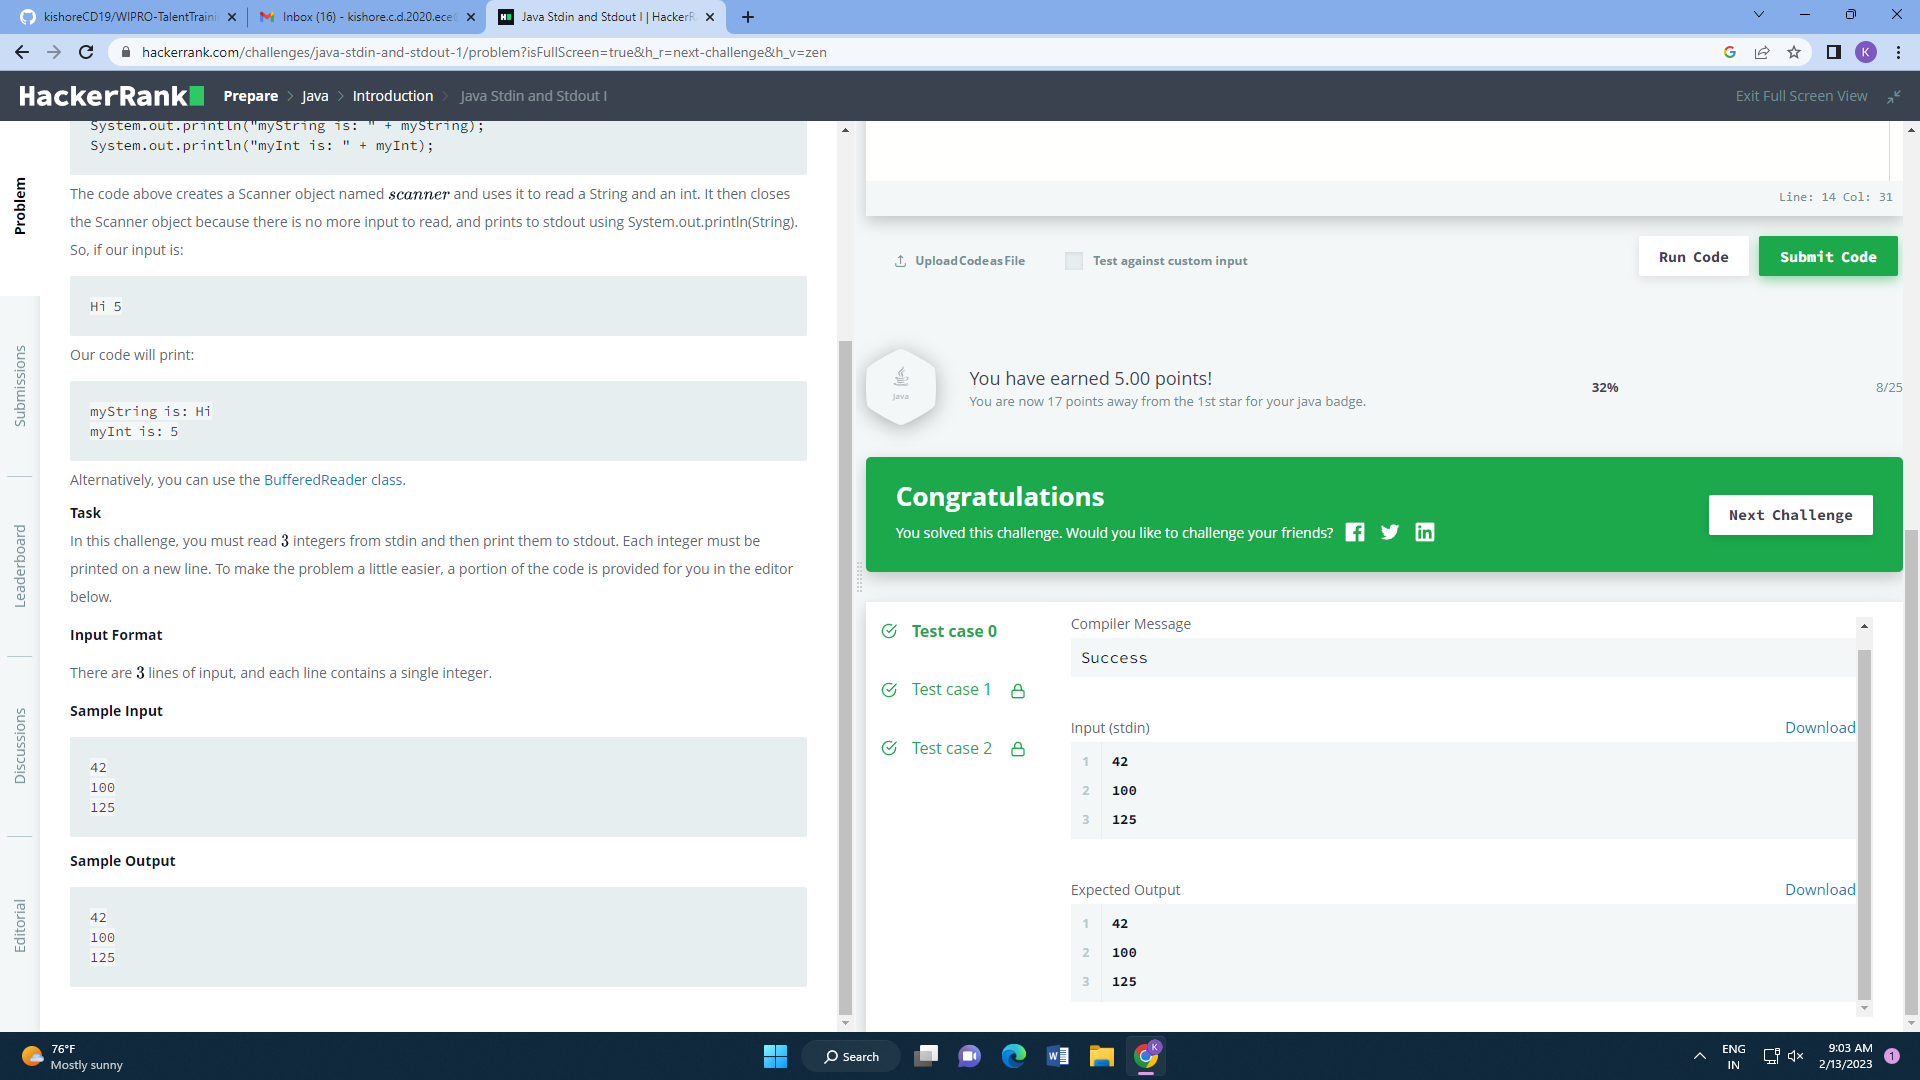 kishoreCD19/WIPRO-TalentTraini
Inbox (16) - kishore.c.d.2020.ece
Java Stdin and Stdout I | HackerR
hackerrank.com/challenges/java-stdin-and-stdout-1/problem?isFullScreen=true&h_r=next-challenge&h_v=zen
K
HackerRank
Prepare > Java > Introduction > Java Stdin and Stdout I
Exit Full Screen View
Problem
Submissions
Leaderboard
Discussions
Editorial
System.out.println("myString is: " + myString);
System.out.println("myInt is: " + myInt);
The code above creates a Scanner object named scanner and uses it to read a String and an int. It then closes
the Scanner object because there is no more input to read, and prints to stdout using System.out.println(String).
So, if our input is:
Hi 5
Our code will print:
myString is: Hi
myInt is: 5
Alternatively, you can use the BufferedReader class.
Task
In this challenge, you must read 3 integers from stdin and then print them to stdout. Each integer must be
printed on a new line. To make the problem a little easier, a portion of the code is provided for you in the editor
below.
Input Format
There are 3 lines of input, and each line contains a single integer.
Sample Input
42
100
125
Sample Output
42
100
125
Line: 14 Col: 31
Upload Code as File
Test against custom input
Run Code
Submit Code
Java
You have earned 5.00 points!
You are now 17 points away from the 1st star for your java badge.
32%
8/25
Congratulations
You solved this challenge. Would you like to challenge your friends?
Next Challenge
Test case 0
Test case 1
Test case 2
Compiler Message
Success
Input (stdin)
Download
1 42
2 100
3 125
Expected Output
Download
1 42
2 100
3 125
76°F
Mostly sunny
Search
K
ENG
IN
9:03 AM
2/13/2023
1